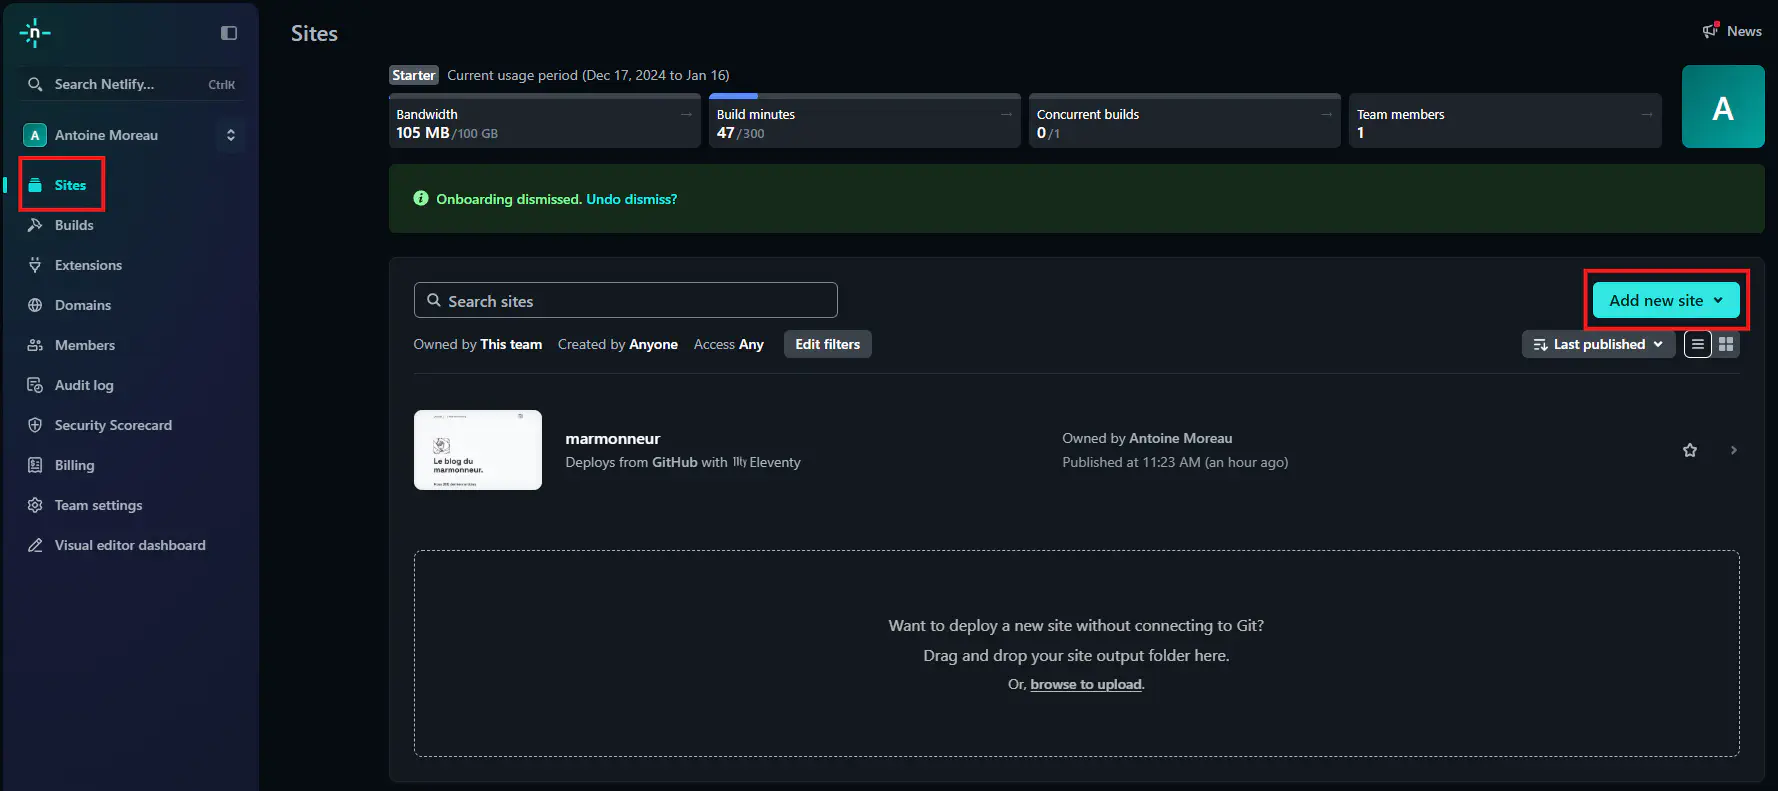 n
Sites
News
Search Netlify...
CtrlK
A
Antoine Moreau
Sites
Builds
Extensions
Domains
Members
Audit log
Security Scorecard
Billing
Team settings
Visual editor dashboard
Starter Current usage period (Dec 17, 2024 to Jan 16)
Bandwidth →
105 MB/100 GB
Build minutes →
47/300
Concurrent builds →
0/1
Team members →
1
A
Onboarding dismissed. Undo dismiss?
Search sites
Add new site
Owned by This team Created by Anyone Access Any Edit filters
Last published
Le blog du
marmonneur.
marmonneur
Deploys from GitHub with 11ty Eleventy
Owned by Antoine Moreau
Published at 11:23 AM (an hour ago)
Want to deploy a new site without connecting to Git?
Drag and drop your site output folder here.
Or, browse to upload.